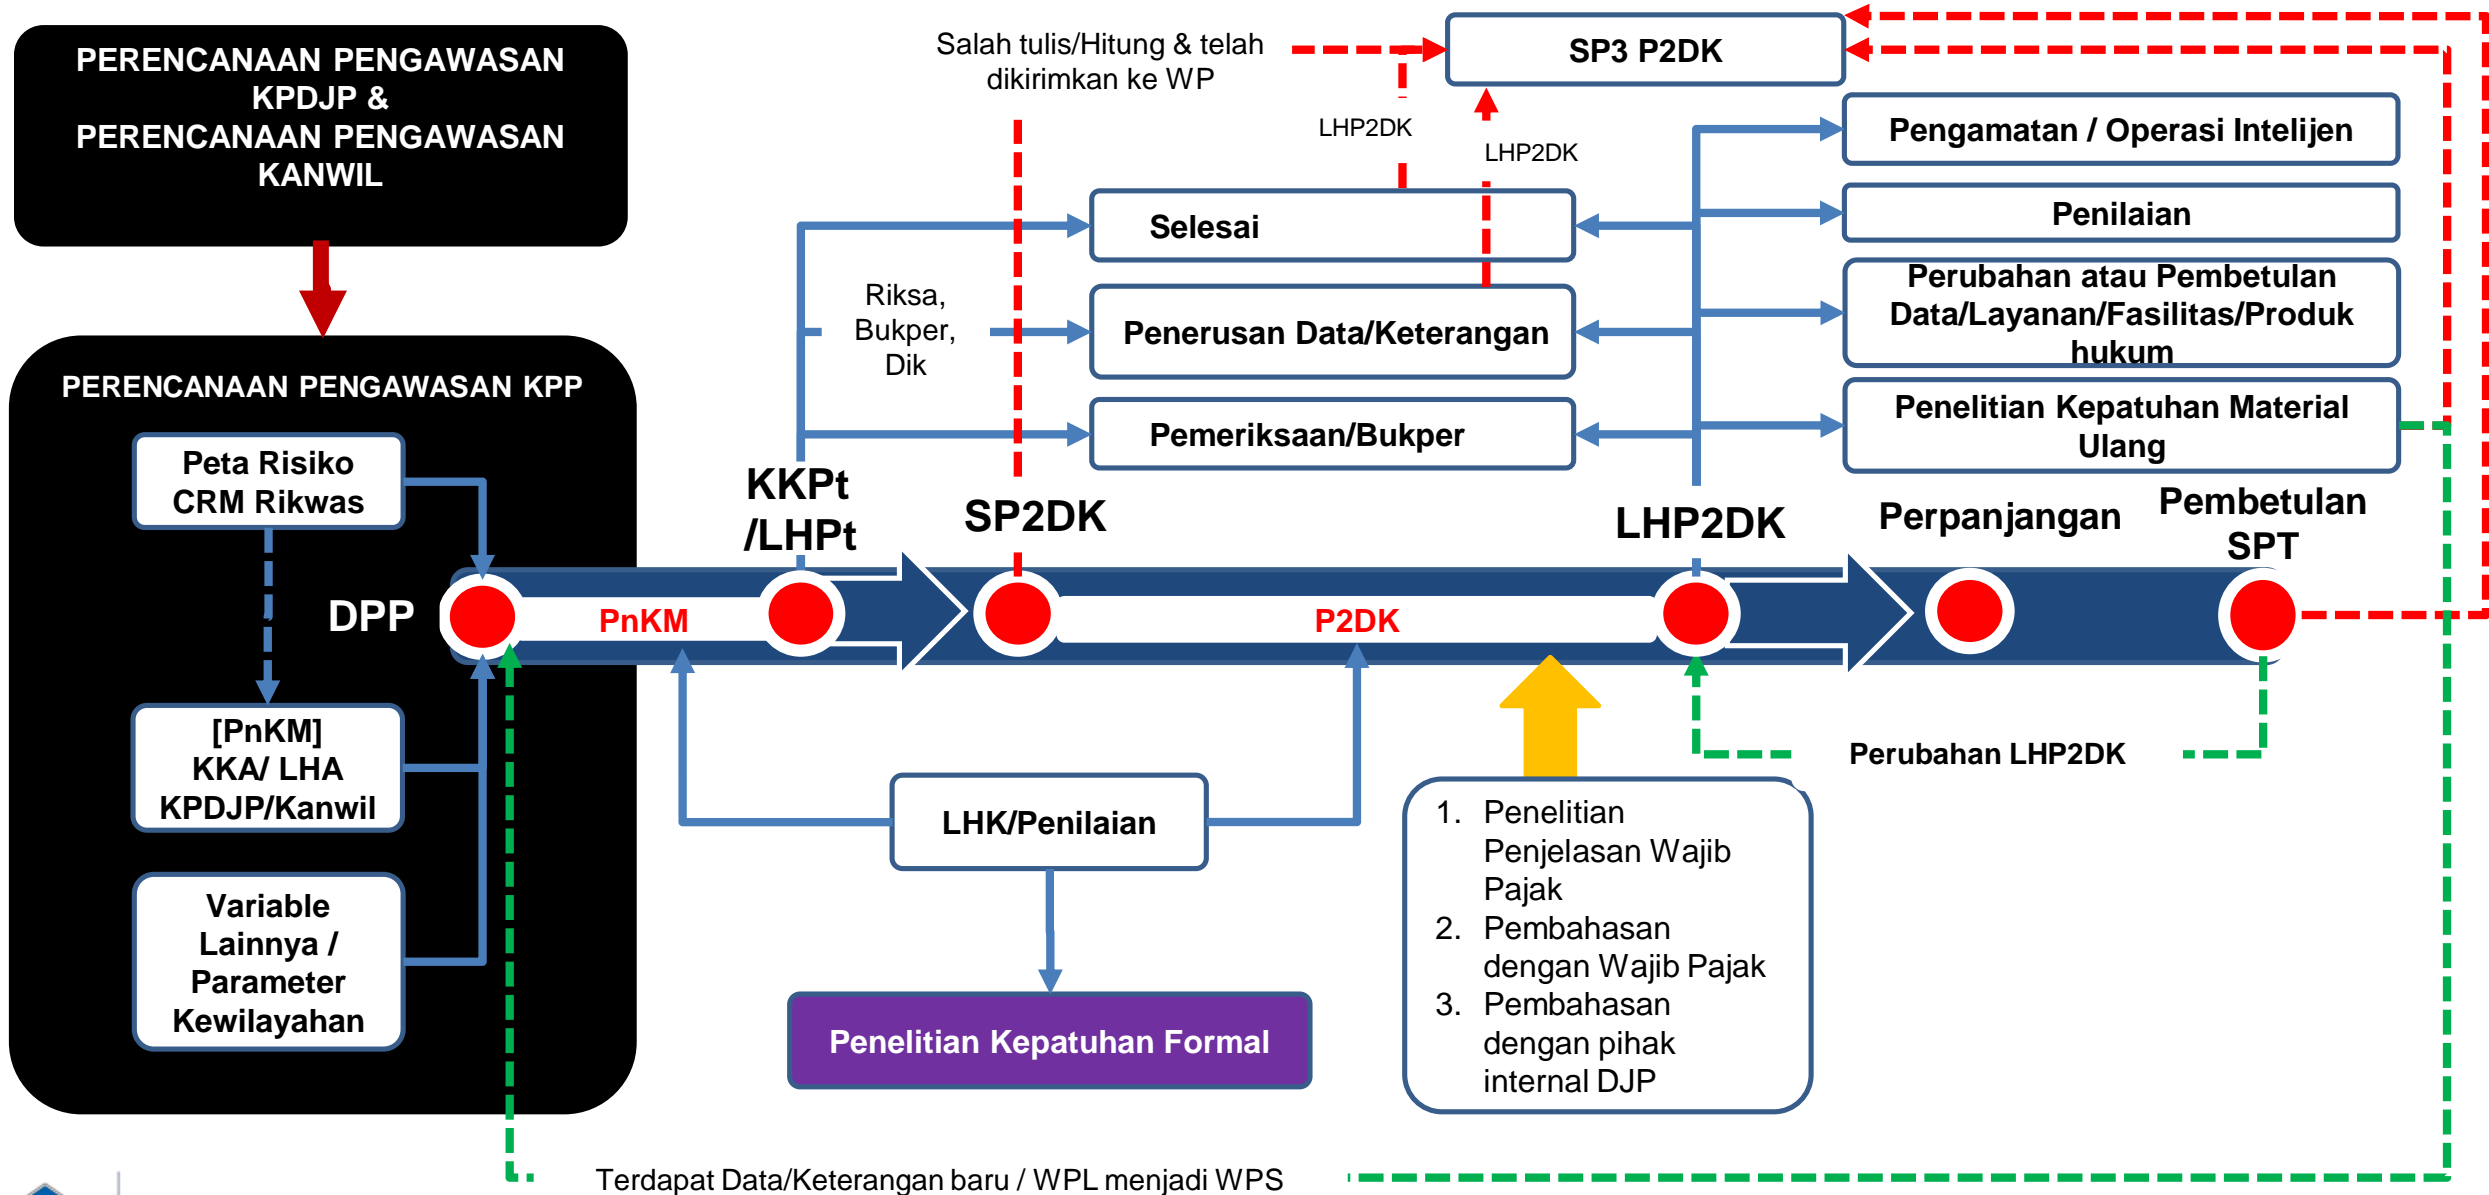 PERENCANAAN PENGAWASAN
KPDJP &
PERENCANAAN PENGAWASAN
KANWIL
Salah tulis/Hitung & telah
dikirimkan ke WP
SP3 P2DK
LHP2DK
LHP2DK
Pengamatan / Operasi Intelijen
Penilaian
Perubahan atau Pembetulan
Data/Layanan/Fasilitas/Produk
hukum
Penelitian Kepatuhan Material
Ulang
Selesai
Riksa,
Bukper,
Dik
Penerusan Data/Keterangan
Pemeriksaan/Bukper
PERENCANAAN PENGAWASAN KPP
Peta Risiko
CRM Rikwas
KKPt
/LHPt
SP2DK
LHP2DK
Perpanjangan
Pembetulan
SPT
DPP
PnKM
P2DK
[PnKM]
KKA/ LHA
KPDJP/Kanwil
Variable
Lainnya /
Parameter
Kewilayahan
LHK/Penilaian
Penelitian Kepatuhan Formal
Perubahan LHP2DK
1. Penelitian
Penjelasan Wajib
Pajak
2. Pembahasan
dengan Wajib Pajak
3. Pembahasan
dengan pihak
internal DJP
Terdapat Data/Keterangan baru / WPL menjadi WPS